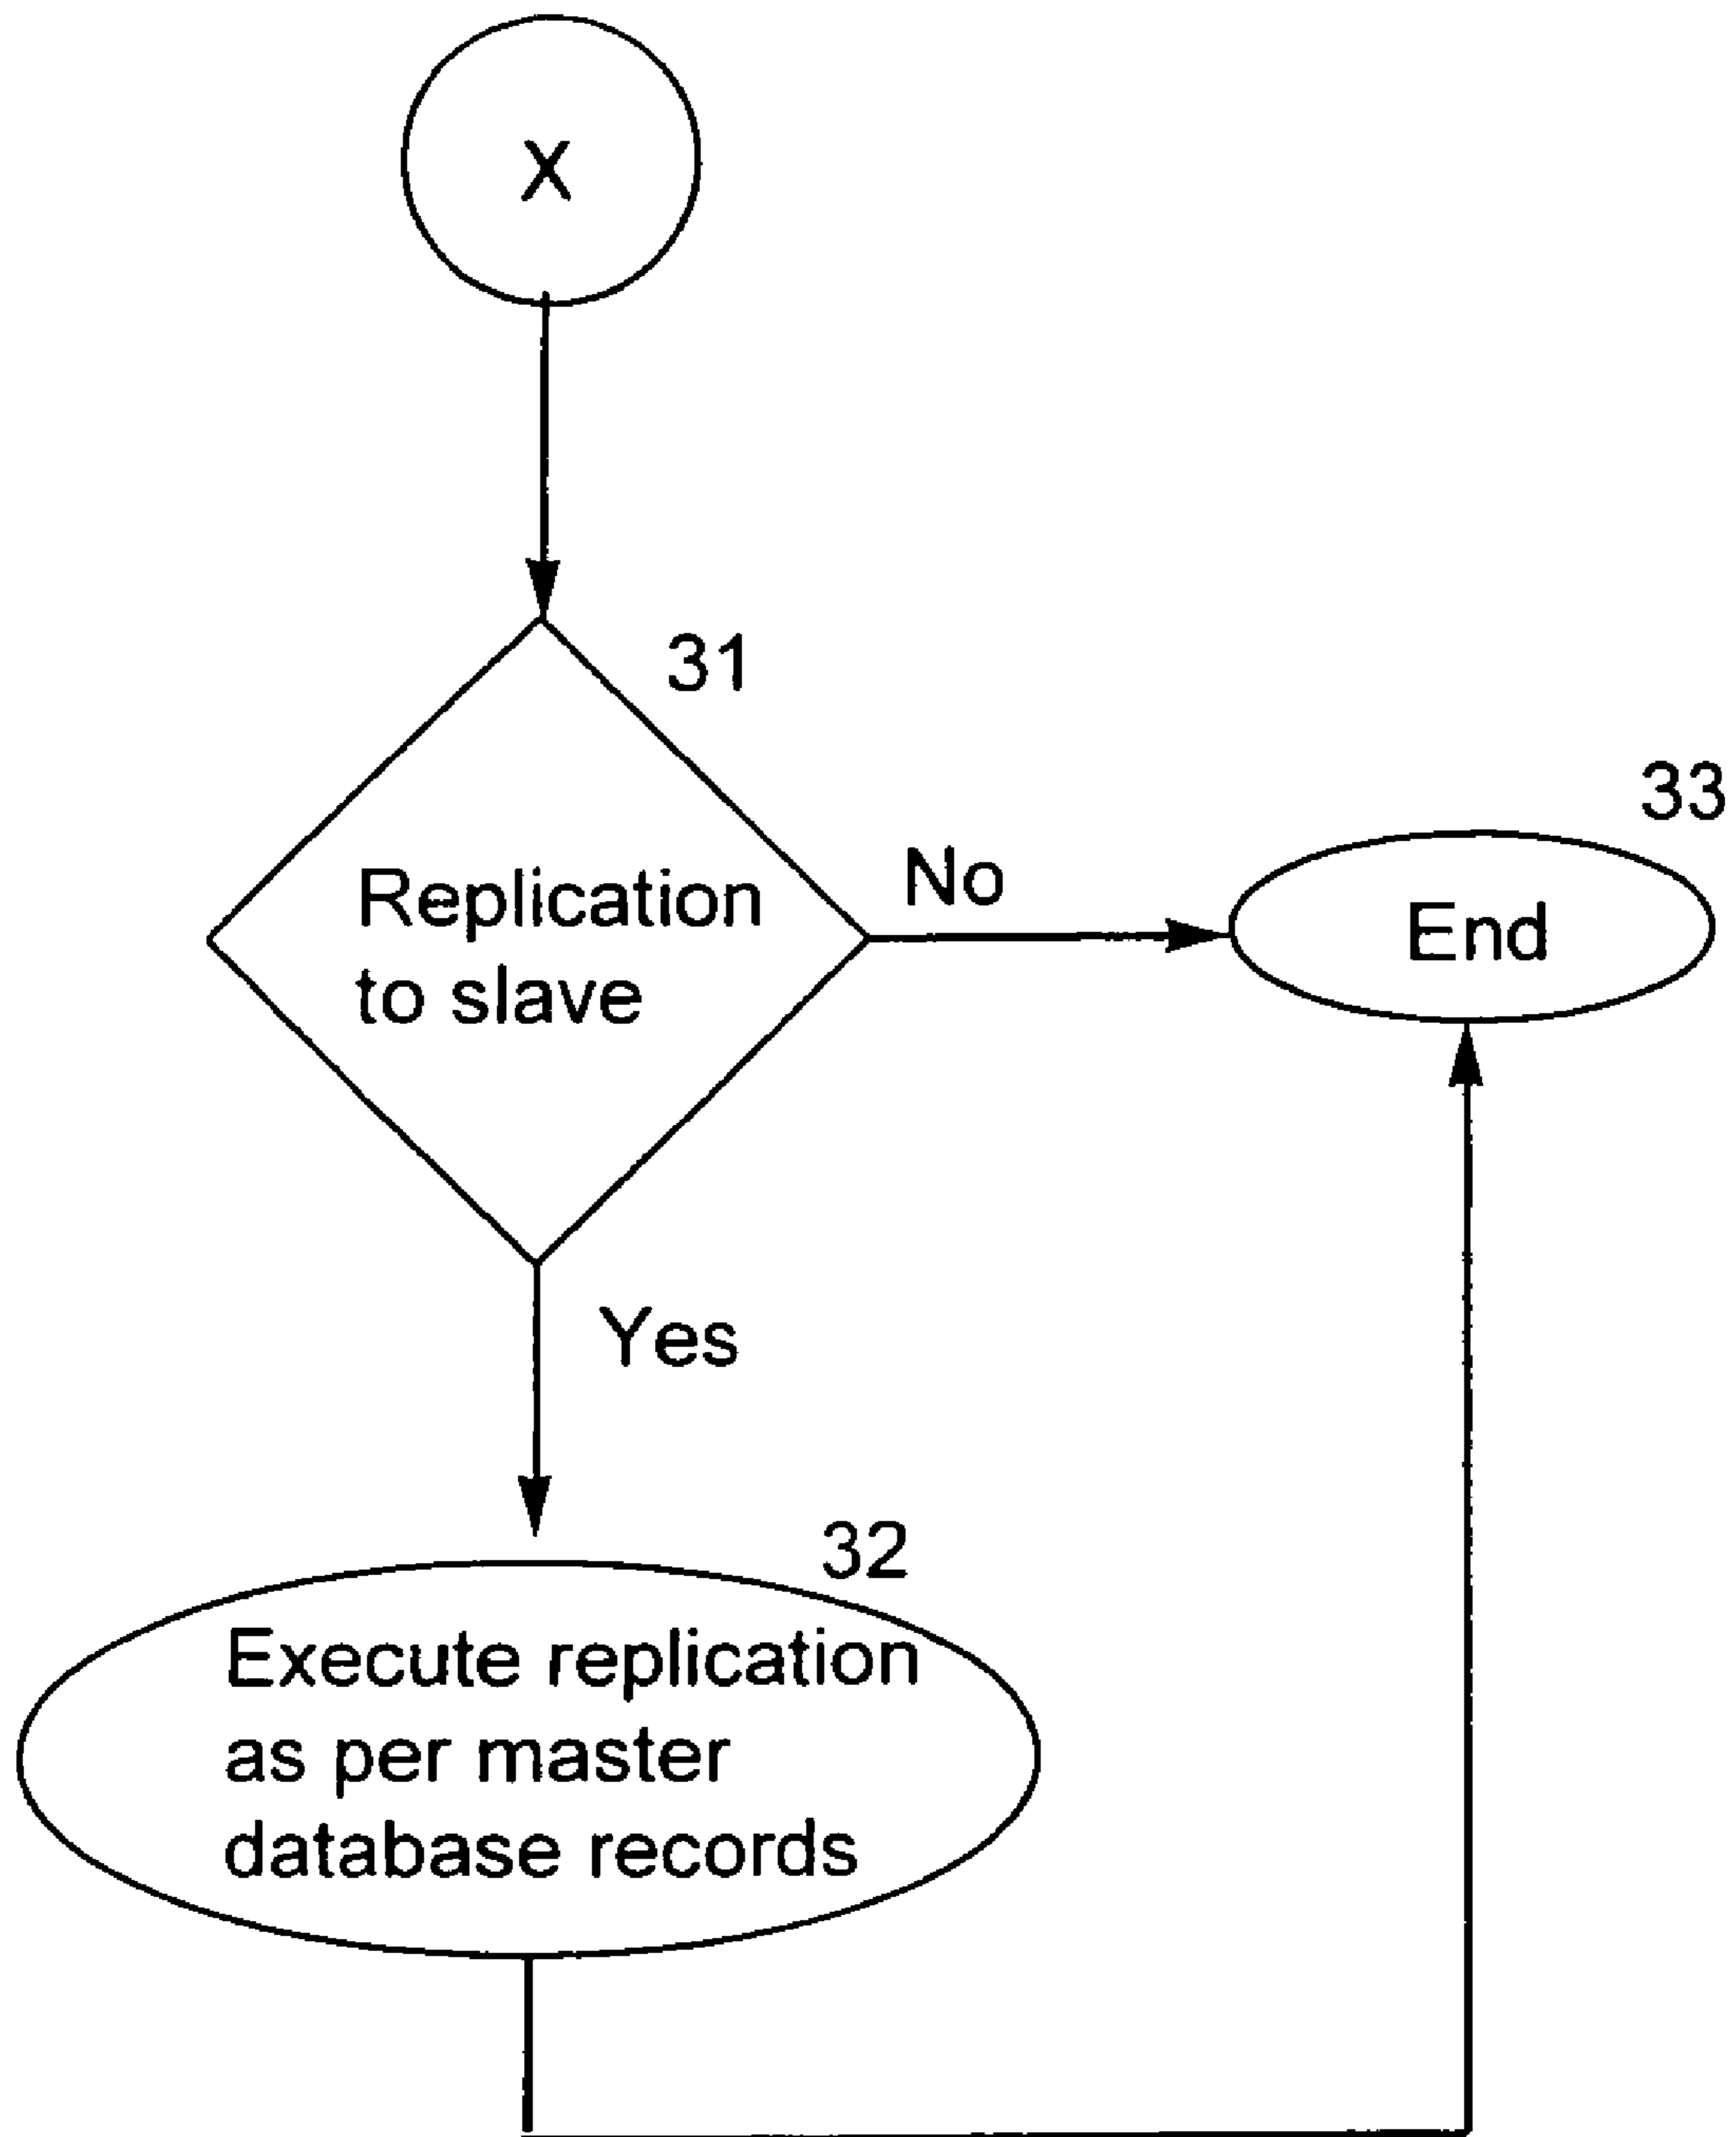 X
31
Replication
to slave
No
33
End
Yes
32
Execute replication
as per master
database records